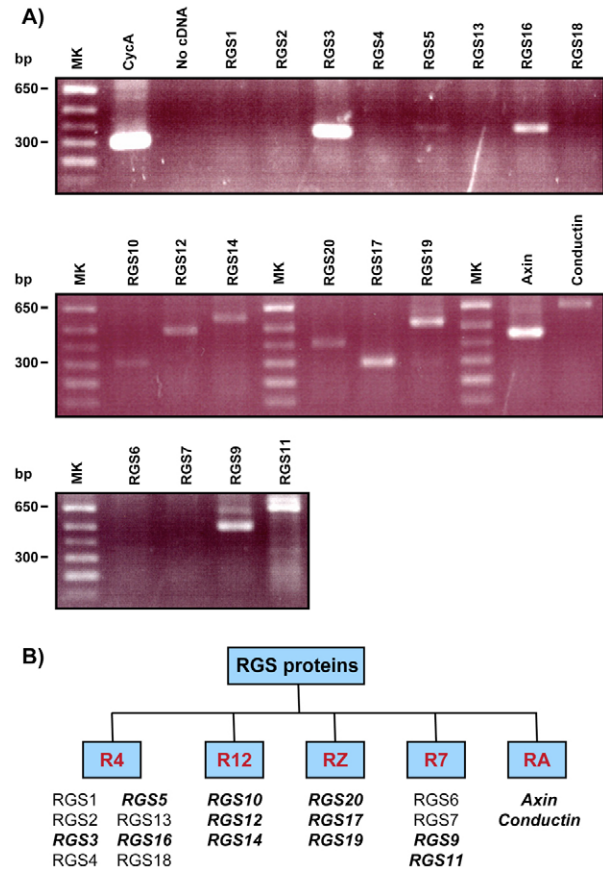 A)
bp MK CycA No cDNA RGS1 RGS2 RGS3 RGS4 RGS5 RGS13 RGS16 RGS18
650
300
bp MK RGS10 RGS12 RGS14 MK RGS20 RGS17 RGS19 MK Axin Conductin
650
300
bp MK RGS6 RGS7 RGS9 RGS11
650
300
B)
RGS proteins
R4 R12 RZ R7 RA
RGS1 RGS5 RGS10 RGS20 RGS6 Axin
RGS2 RGS13 RGS12 RGS17 RGS7 Conductin
RGS3 RGS16 RGS14 RGS19 RGS9
RGS4 RGS18 RGS11